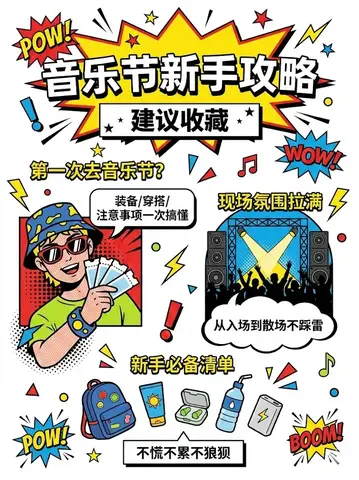 POW!
音乐节新手攻略
建议收藏
WOW!
第一次去音乐节?
装备/穿搭/
注意事项一次搞懂
现场氛围拉满
从入场到散场不踩雷
新手必备清单
POW!
BOOM!
不慌不累不狼狈